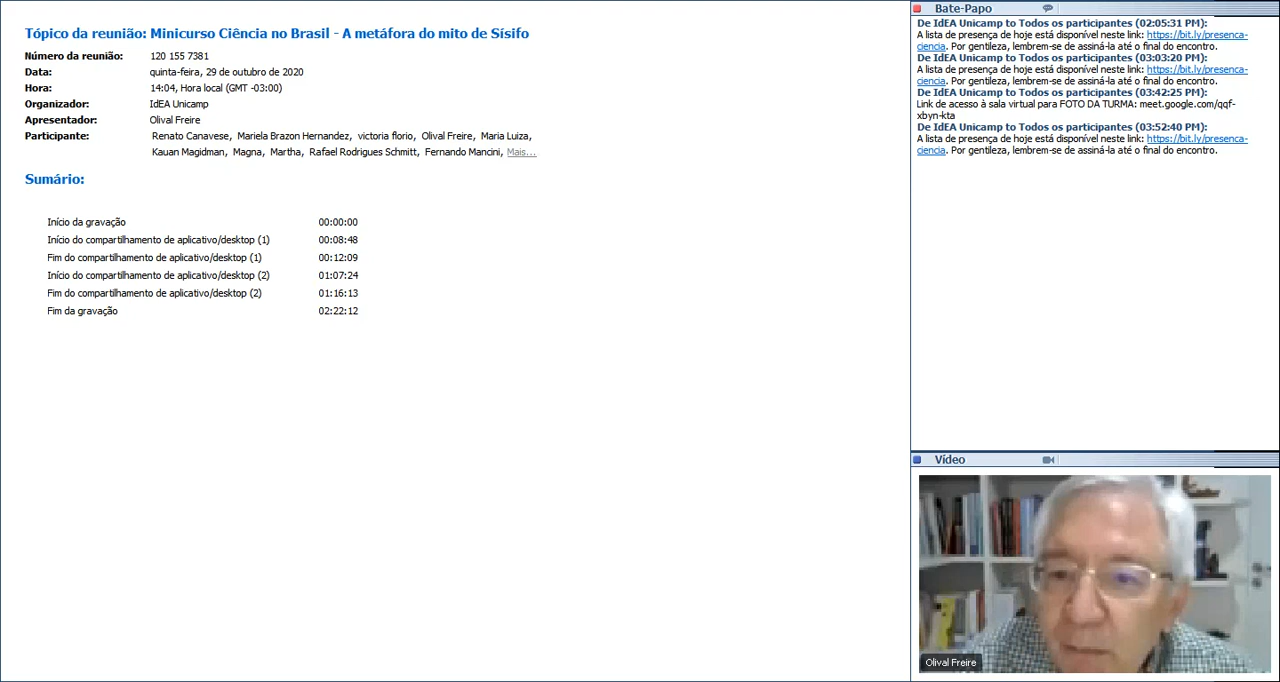 Tópico da reunião: Minicurso Ciência no Brasil - A metáfora do mito de Sísifo
Número da reunião: 120 155 7381
Data: quinta-feira, 29 de outubro de 2020
Hora: 14:04, Hora local (GMT -03:00)
Organizador: IdEA Unicamp
Apresentador: Olival Freire
Participante: Renato Canavese, Mariela Brazon Hernandez, victoria florio, Olival Freire, Maria Luiza,
Kauan Magidman, Magna, Martha, Rafael Rodrigues Schmitt, Fernando Mancini, Mais...
Sumário:
Início da gravação 00:00:00
Início do compartilhamento de aplicativo/desktop (1) 00:08:48
Fim do compartilhamento de aplicativo/desktop (1) 00:12:09
Início do compartilhamento de aplicativo/desktop (2) 01:07:24
Fim do compartilhamento de aplicativo/desktop (2) 01:16:13
Fim da gravação 02:22:12
Bate-Papo
De IdEA Unicamp to Todos os participantes (02:05:31 PM):
A lista de presença de hoje está disponível neste link: https://bit.ly/presenca-
ciencia. Por gentileza, lembrem-se de assiná-la até o final do encontro.
De IdEA Unicamp to Todos os participantes (03:03:20 PM):
A lista de presença de hoje está disponível neste link: https://bit.ly/presenca-
ciencia. Por gentileza, lembrem-se de assiná-la até o final do encontro.
De IdEA Unicamp to Todos os participantes (03:42:25 PM):
Link de acesso à sala virtual para FOTO DA TURMA: meet.google.com/qqf-
xbyn-kta
De IdEA Unicamp to Todos os participantes (03:52:40 PM):
A lista de presença de hoje está disponível neste link: https://bit.ly/presenca-
ciencia. Por gentileza, lembrem-se de assiná-la até o final do encontro.
Vídeo
Olival Freire